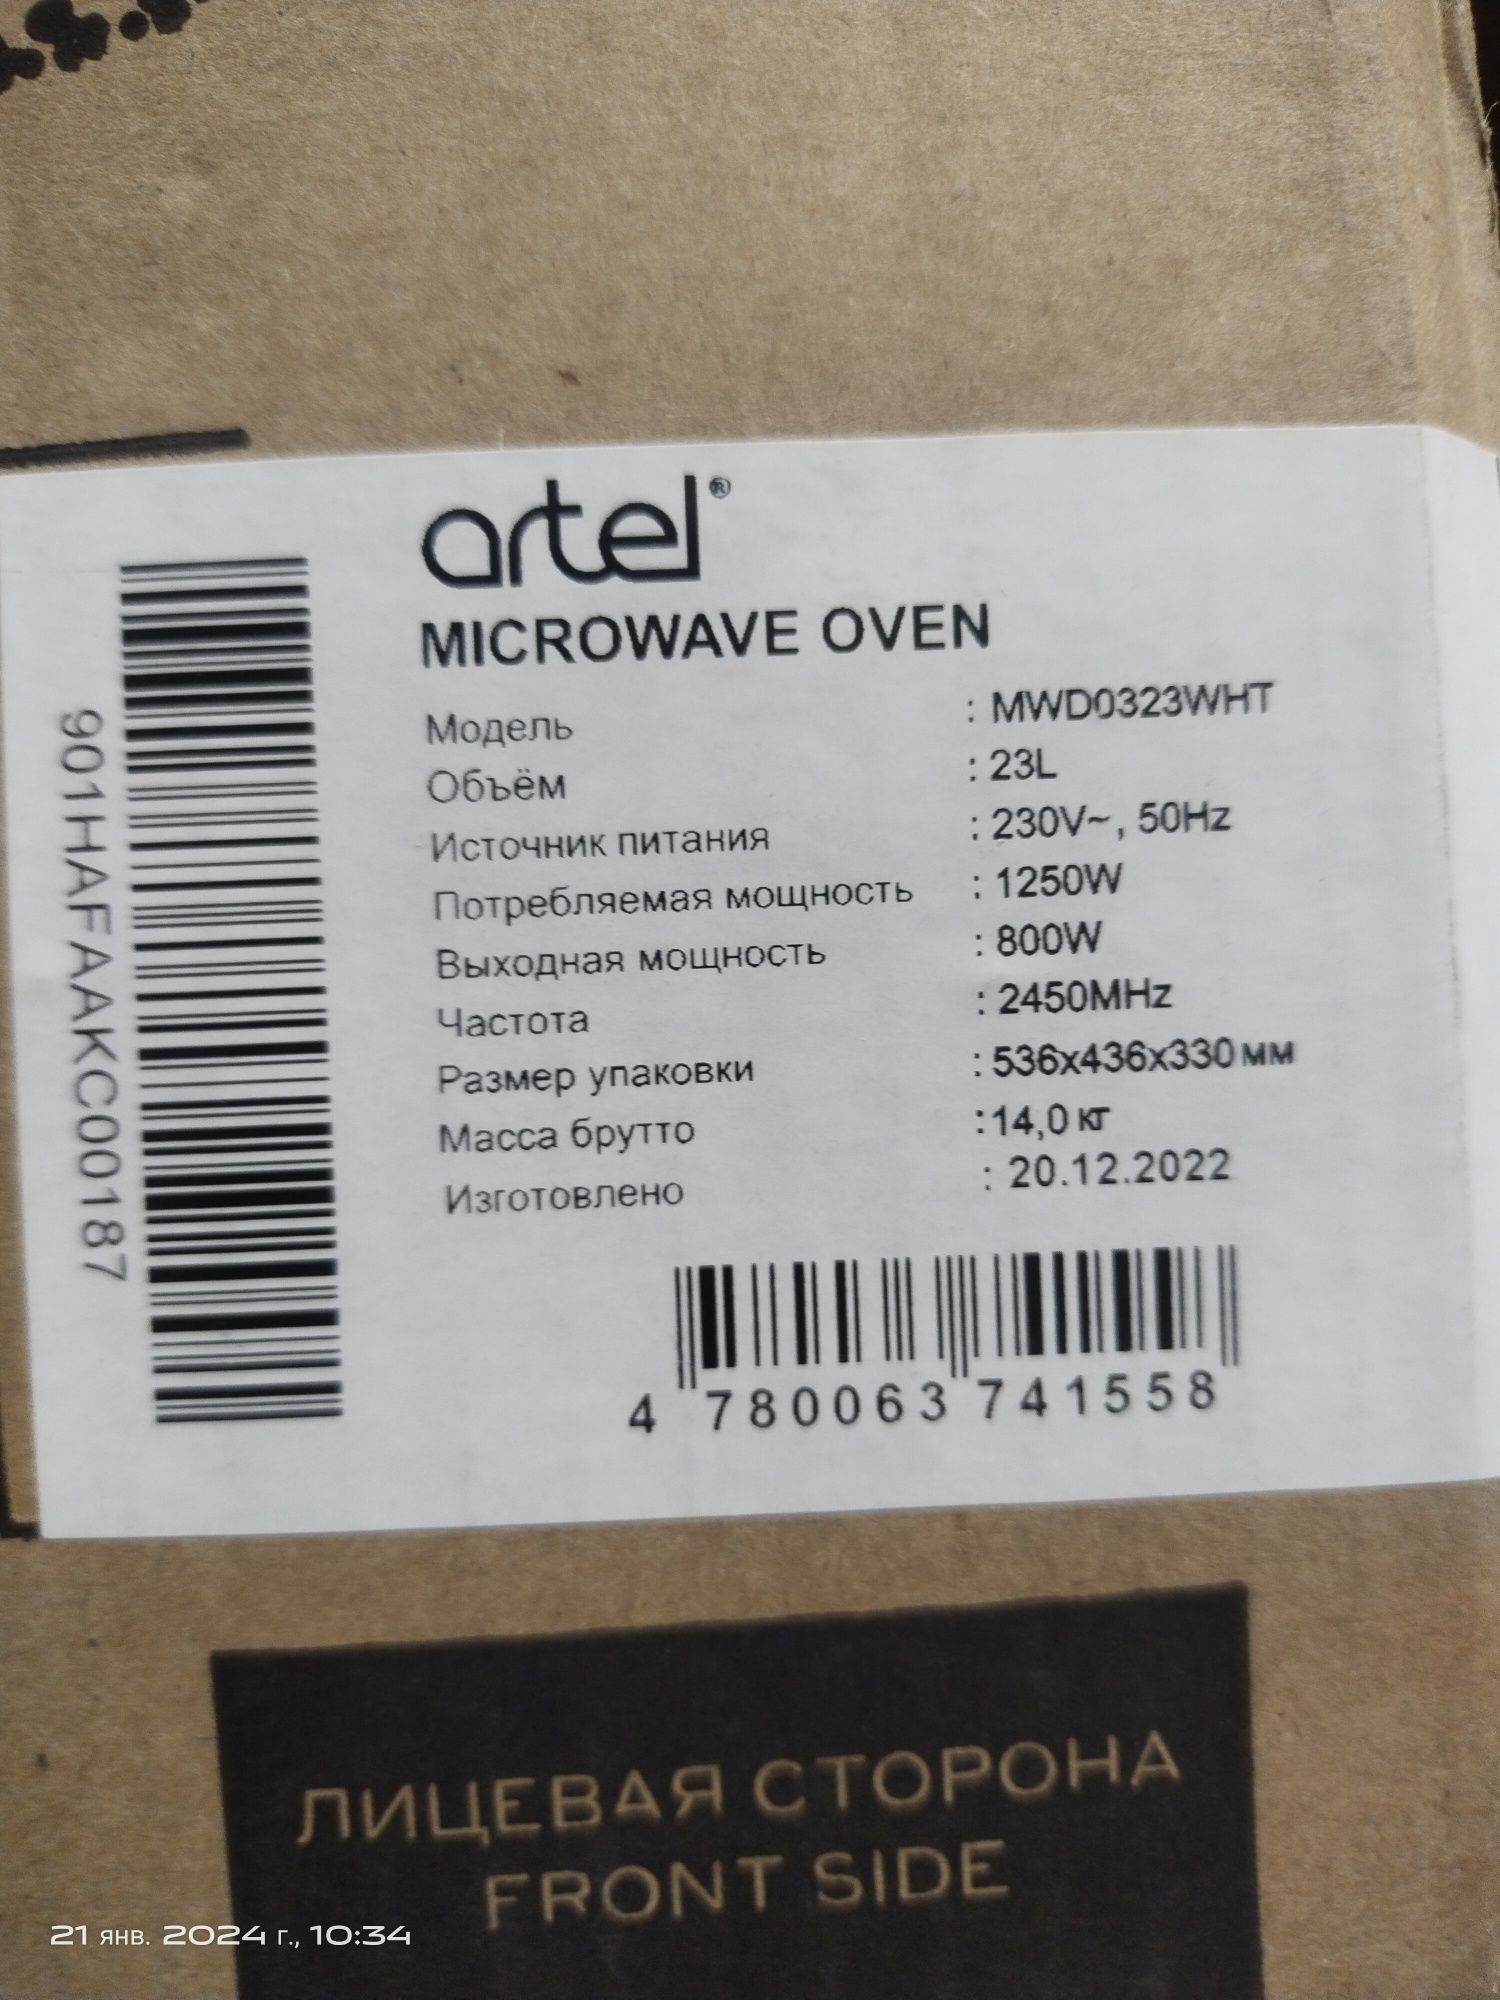 artel®
MICROWAVE OVEN
Модель : MWD0323WHT
Объём : 23L
Источник питания : 230V~, 50Hz
Потребляемая мощность : 1250W
Выходная мощность : 800W
Частота : 2450MHz
Размер упаковки : 536x436x330мм
Масса брутто :14,0 кг
Изготовлено : 20.12.2022
901HAFAAKC00187
4 780063 741558
ЛИЦЕВАЯ СТОРОНА
FRONT SIDE
21 янв. 2024 г., 10:34